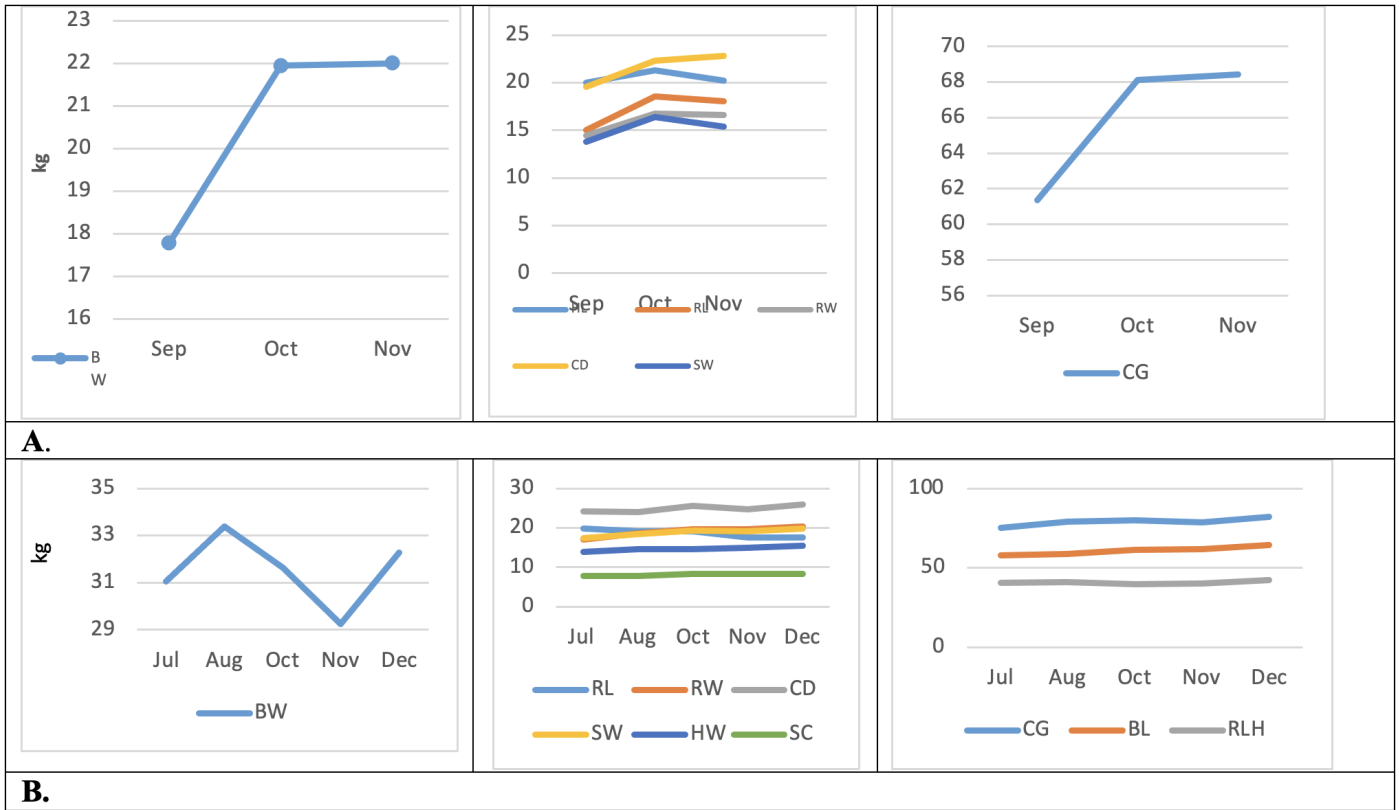 23
22
21
20
19
18
17
16
kg
Sep Oct Nov
B
W
25
20
15
10
5
0
Sep Oct Nov
HL RL RW
CD SW
70
68
66
64
62
60
58
56
Sep Oct Nov
CG
A.
35
33
31
29
kg
Jul Aug Oct Nov Dec
BW
30
20
10
0
Jul Aug Oct Nov Dec
RL RW CD
SW HW SC
100
50
0
Jul Aug Oct Nov Dec
CG BL RLH
B.